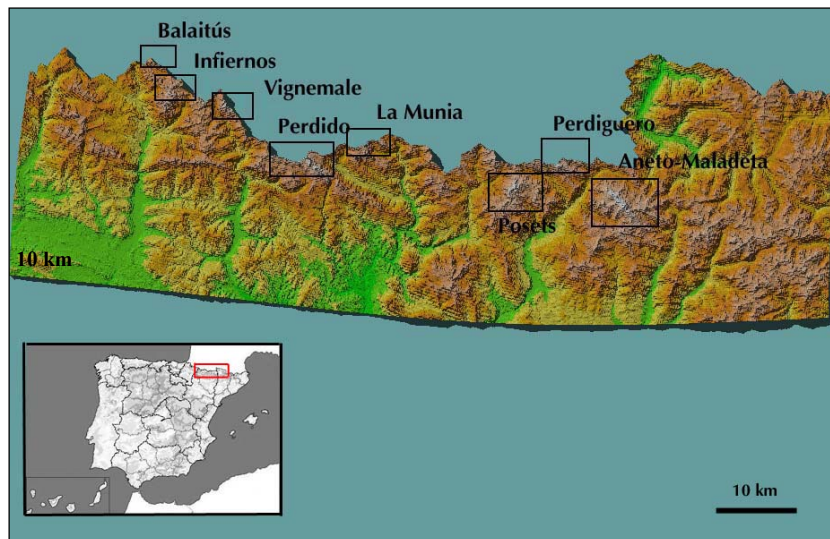 Balaitús
Infiernos
Vignemale
Perdido
La Munia
Perdiguero
Aneto-Maladeta
Posets
10 km
10 km